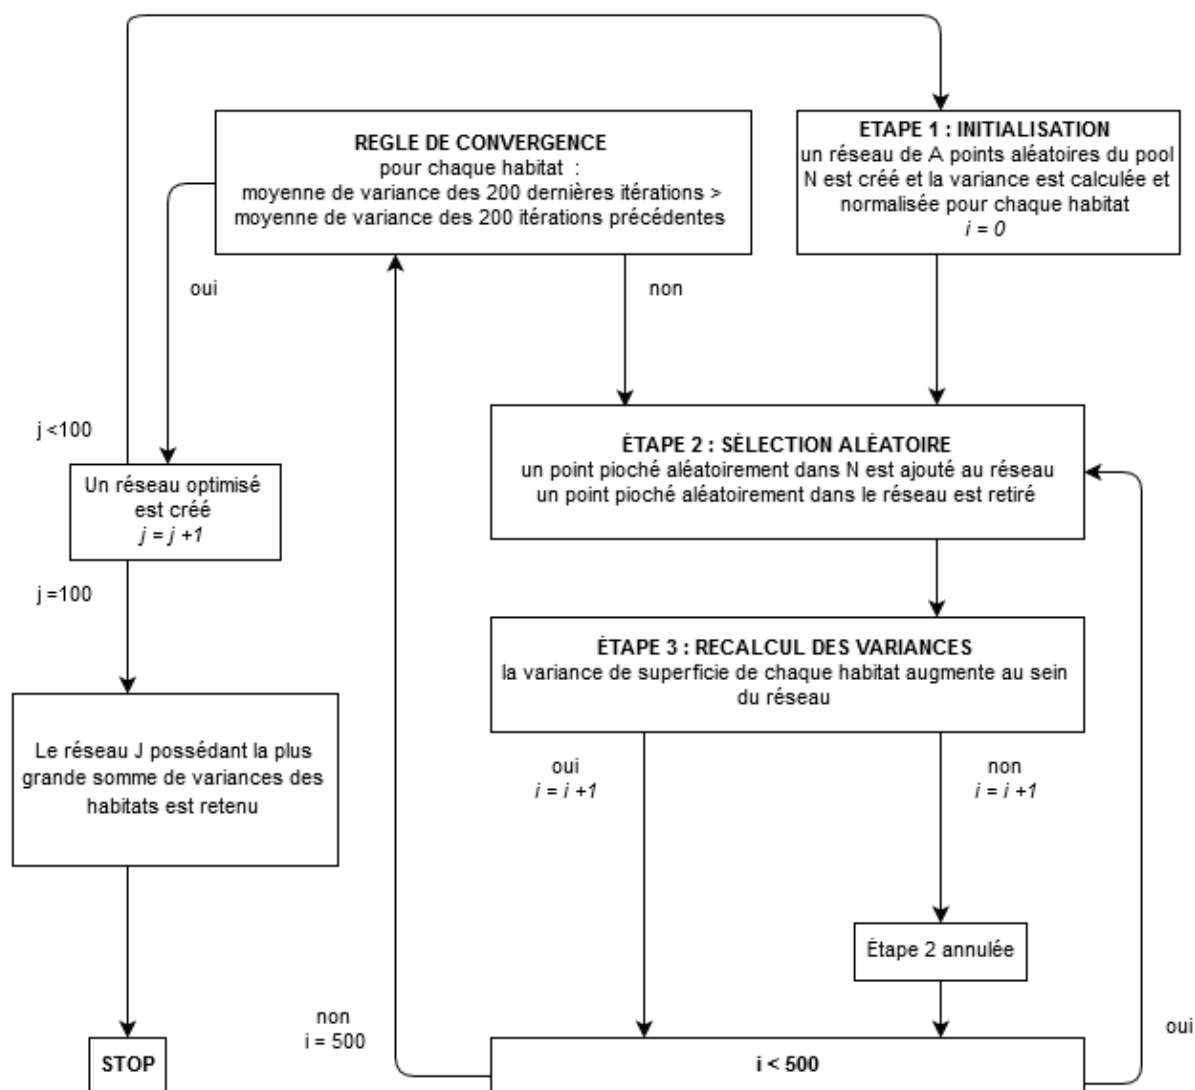 REGLE DE CONVERGENCE
pour chaque habitat :
moyenne de variance des 200 dernières itérations >
moyenne de variance des 200 itérations précédentes
ETAPE 1 : INITIALISATION
un réseau de A points aléatoires du pool
N est créé et la variance est calculée et
normalisée pour chaque habitat
i = 0
oui
non
j <100
Un réseau optimisé
est créé
j = j +1
ÉTAPE 2 : SÉLECTION ALÉATOIRE
un point pioché aléatoirement dans N est ajouté au réseau
un point pioché aléatoirement dans le réseau est retiré
j =100
ÉTAPE 3 : RECALCUL DES VARIANCES
la variance de superficie de chaque habitat augmente au sein
du réseau
Le réseau J possédant la plus
grande somme de variances des
habitats est retenu
oui
i = i +1
non
i = i +1
Étape 2 annulée
non
i = 500
oui
STOP
i < 500